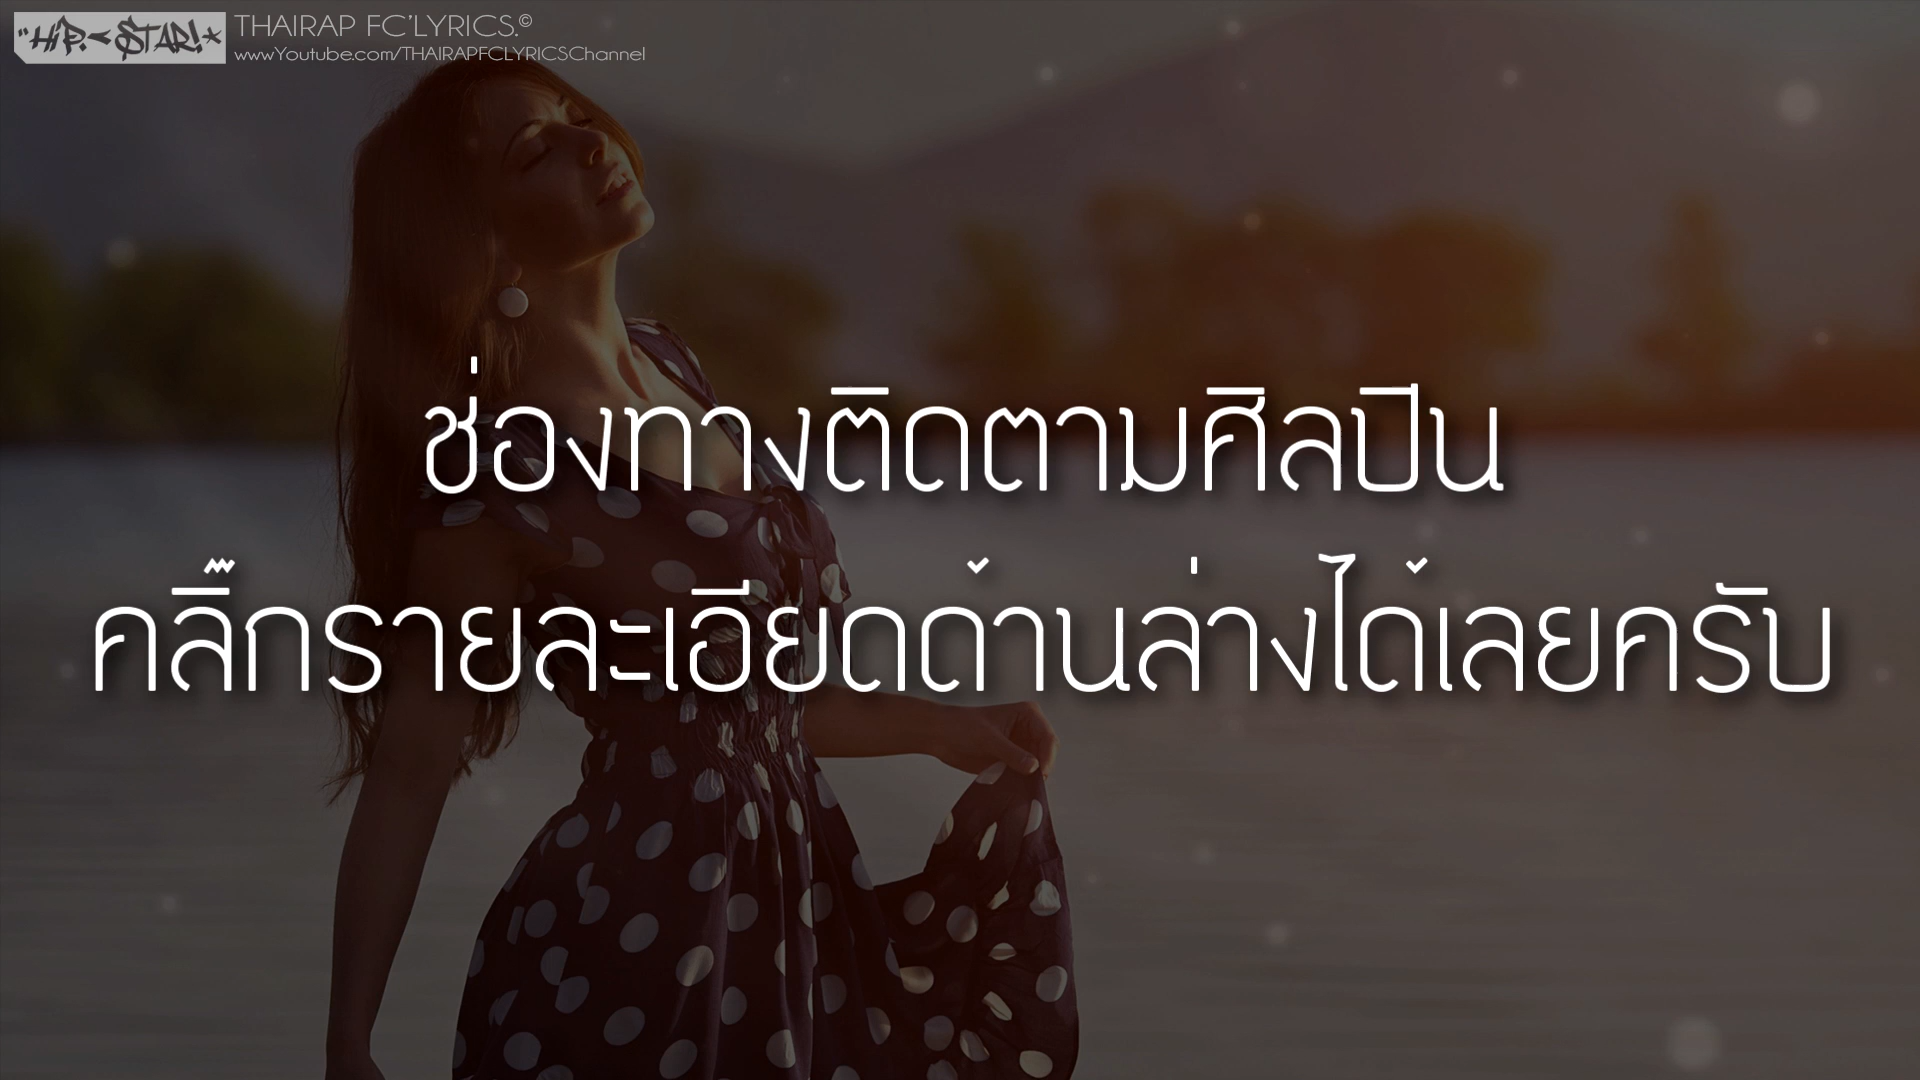 "HIP-STAR!*
THAIRAP FC'LYRICS.©
wwwYoutube.com/THAIRAPFCLYRICSChannel
ช่องทางติดตามศิลปิน
คลิ๊กรายละเอียดด้านล่างได้เลยครับ